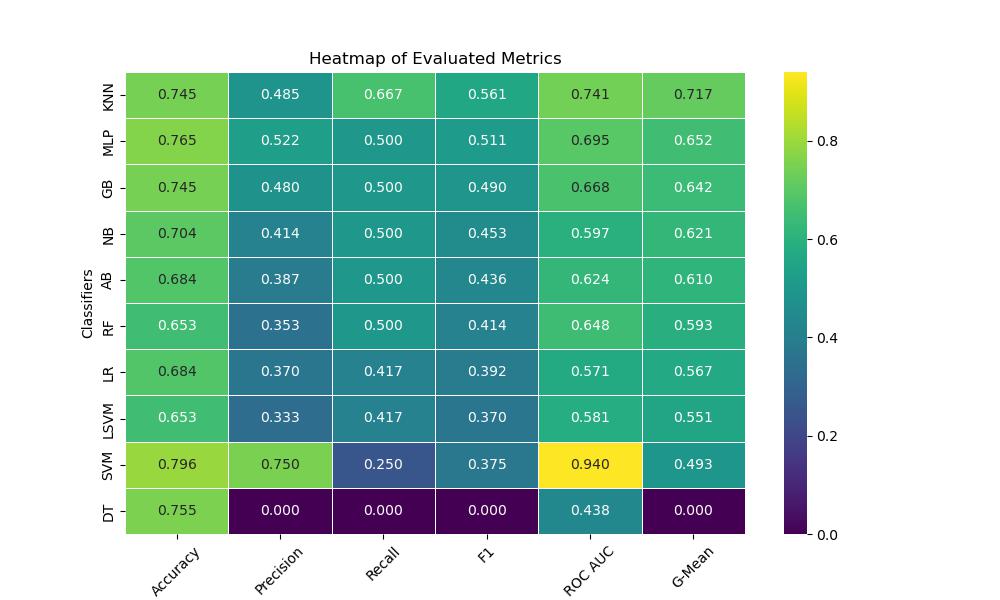 Heatmap of Evaluated Metrics
Classifiers
KNN 0.745 0.485 0.667 0.561 0.741 0.717
MLP 0.765 0.522 0.500 0.511 0.695 0.652
GB 0.745 0.480 0.500 0.490 0.668 0.642
NB 0.704 0.414 0.500 0.453 0.597 0.621
AB 0.684 0.387 0.500 0.436 0.624 0.610
RF 0.653 0.353 0.500 0.414 0.648 0.593
LR 0.684 0.370 0.417 0.392 0.571 0.567
LSVM 0.653 0.333 0.417 0.370 0.581 0.551
SVM 0.796 0.750 0.250 0.375 0.940 0.493
DT 0.755 0.000 0.000 0.000 0.438 0.000
Accuracy Precision Recall F1 ROC AUC G-Mean
0.8
0.6
0.4
0.2
0.0